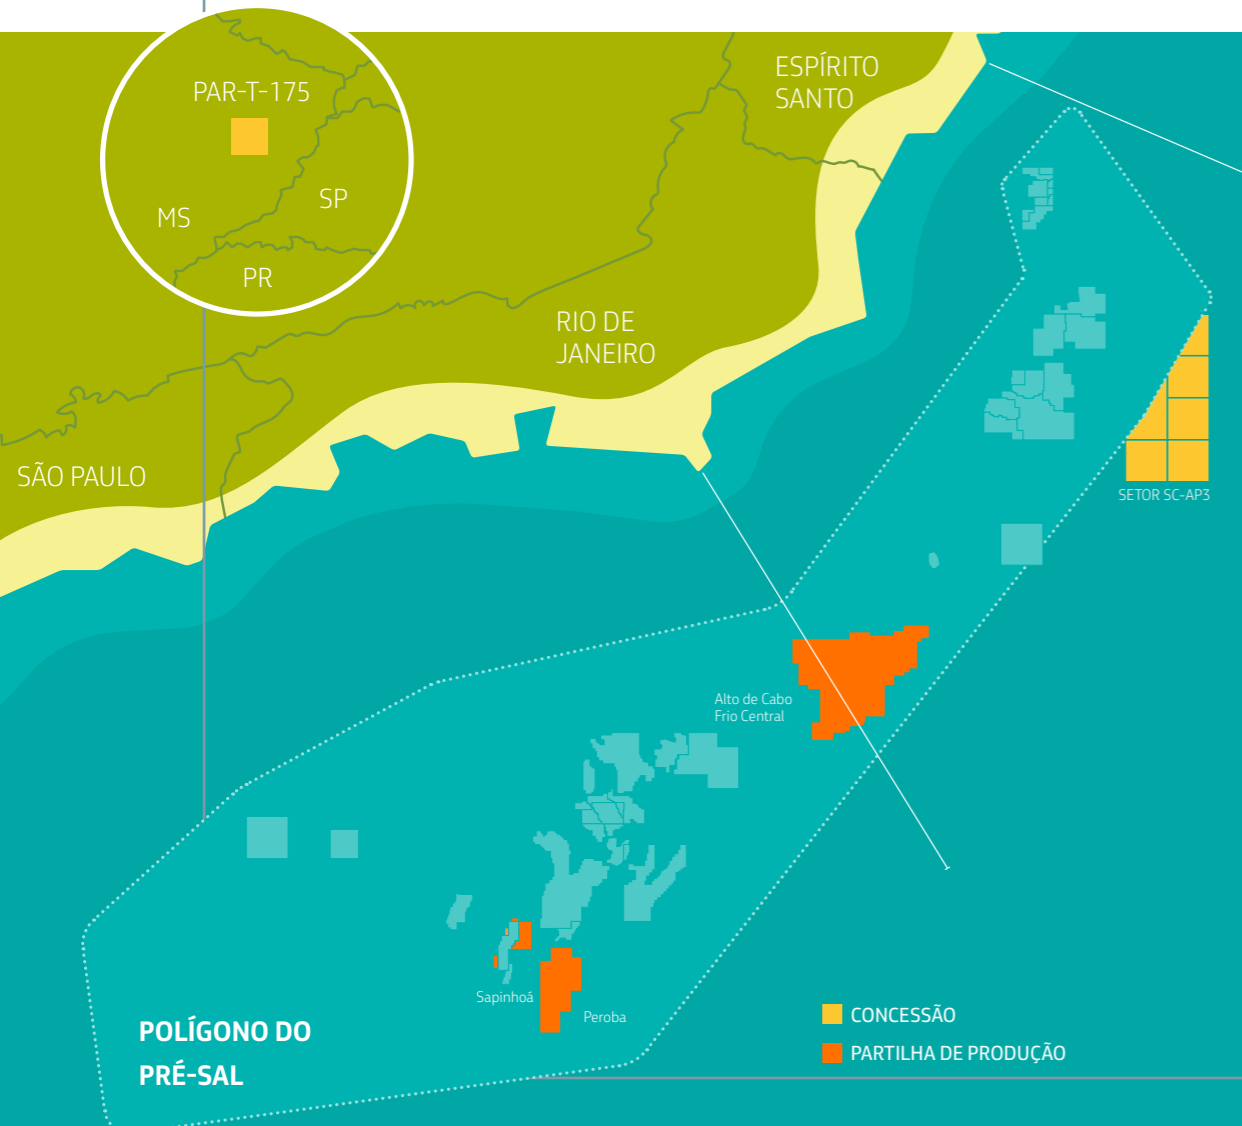 ESPÍRITO
SANTO
PAR-T-175
SP
MS
PR
RIO DE
JANEIRO
SÃO PAULO
SETOR SC-AP3
Alto de Cabo
Frio Central
Sapinhoá
Peroba
CONCESSÃO
PARTILHA DE PRODUÇÃO
POLÍGONO DO
PRÉ-SAL